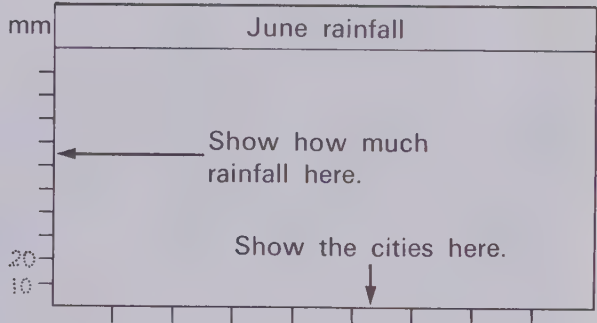 mm
June rainfall
Show how much
rainfall here.
Show the cities here.
20
10